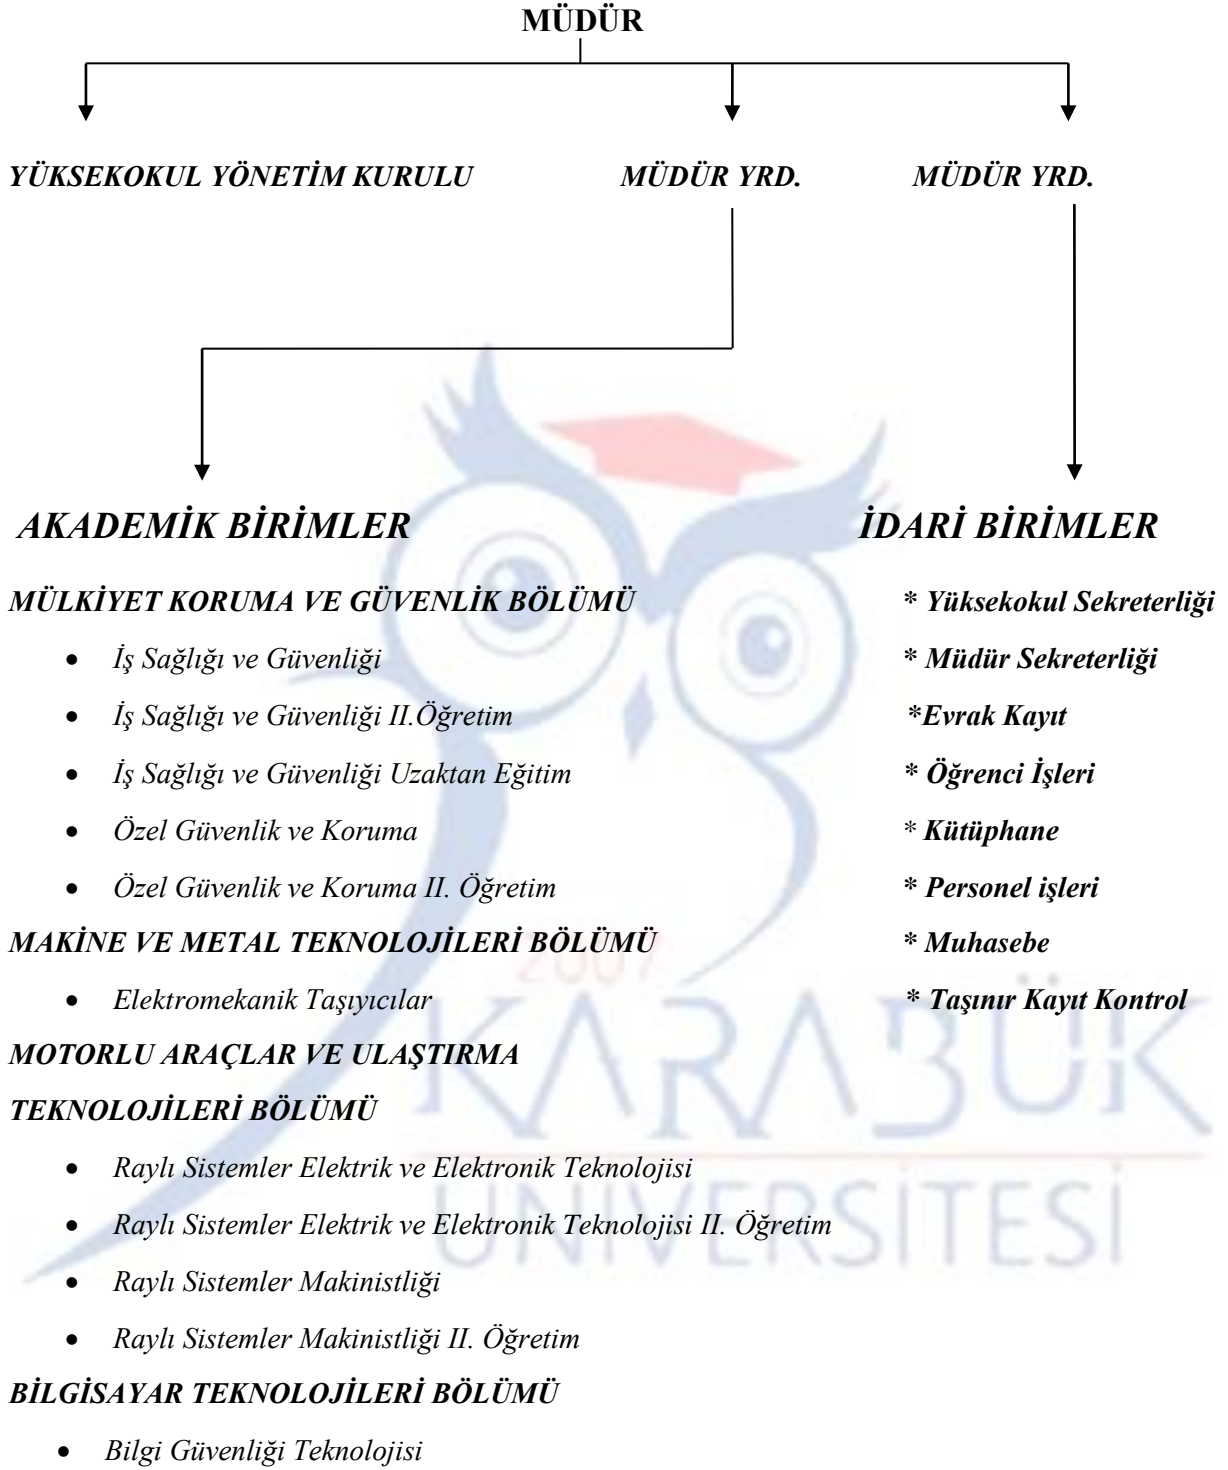 MÜDÜR
YÜKSEKOKUL YÖNETİM KURULU MÜDÜR YRD. MÜDÜR YRD.
AKADEMİK BİRİMLER İDARİ BİRİMLER
MÜLKİYET KORUMA VE GÜVENLİK BÖLÜMÜ * Yüksekokul Sekreterliği
• İş Sağlığı ve Güvenliği * Müdür Sekreterliği
• İş Sağlığı ve Güvenliği II.Öğretim *Evrak Kayıt
• İş Sağlığı ve Güvenliği Uzaktan Eğitim * Öğrenci İşleri
• Özel Güvenlik ve Koruma * Kütüphane
• Özel Güvenlik ve Koruma II. Öğretim * Personel işleri
MAKİNE VE METAL TEKNOLOJİLERİ BÖLÜMÜ * Muhasebe
2007
• Elektromekanik Taşıyıcılar * Taşınır Kayıt Kontrol
KARABÜK
MOTORLU ARAÇLAR VE ULAŞTIRMA
TEKNOLOJİLERİ BÖLÜMÜ
• Raylı Sistemler Elektrik ve Elektronik Teknolojisi
ÜNİVERSİTESİ
• Raylı Sistemler Elektrik ve Elektronik Teknolojisi II. Öğretim
• Raylı Sistemler Makinistliği
• Raylı Sistemler Makinistliği II. Öğretim
BİLGİSAYAR TEKNOLOJİLERİ BÖLÜMÜ
• Bilgi Güvenliği Teknolojisi